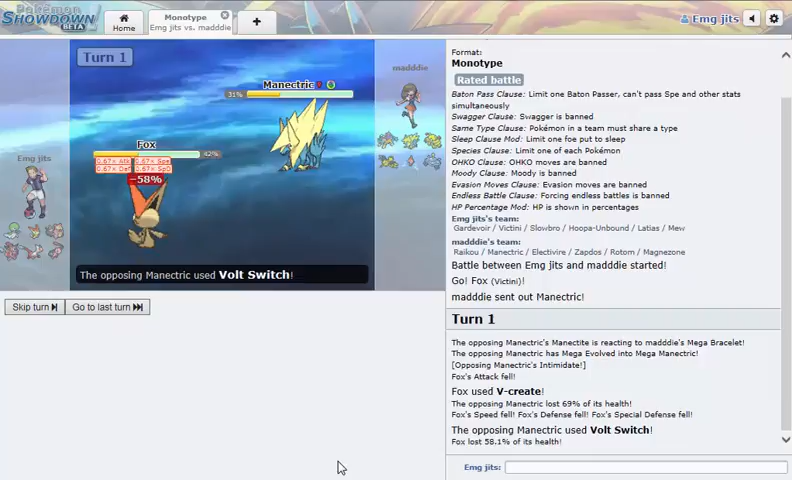 Pokémon
SHOWDOWN
BETA
Home
Monotype
Emg jits vs. madddie
Emg jits
Turn 1
madddie
Manectric
31%
Fox
42%
0.67× Atk 0.67× Spe
0.67× Def 0.67× SpD
−58%
Emg jits
The opposing Manectric used Volt Switch!
Skip turn
Go to last turn
Format:
Monotype
Rated battle
Baton Pass Clause: Limit one Baton Passer, can't pass Spe and other stats
simultaneously
Swagger Clause: Swagger is banned
Same Type Clause: Pokémon in a team must share a type
Sleep Clause Mod: Limit one foe put to sleep
Species Clause: Limit one of each Pokémon
OHKO Clause: OHKO moves are banned
Moody Clause: Moody is banned
Evasion Moves Clause: Evasion moves are banned
Endless Battle Clause: Forcing endless battles is banned
HP Percentage Mod: HP is shown in percentages
Emg jits's team:
Gardevoir / Victini / Slowbro / Hoopa-Unbound / Latias / Mew
madddie's team:
Raikou / Manectric / Electivire / Zapdos / Rotom / Magnezone
Battle between Emg jits and madddie started!
Go! Fox (Victini)!
madddie sent out Manectric!
Turn 1
The opposing Manectric's Manectite is reacting to madddie's Mega Bracelet!
The opposing Manectric has Mega Evolved into Mega Manectric!
[Opposing Manectric's Intimidate!]
Fox's Attack fell!
Fox used V-create!
The opposing Manectric lost 69% of its health!
Fox's Speed fell! Fox's Defense fell! Fox's Special Defense fell!
The opposing Manectric used Volt Switch!
Fox lost 58.1% of its health!
Emg jits: